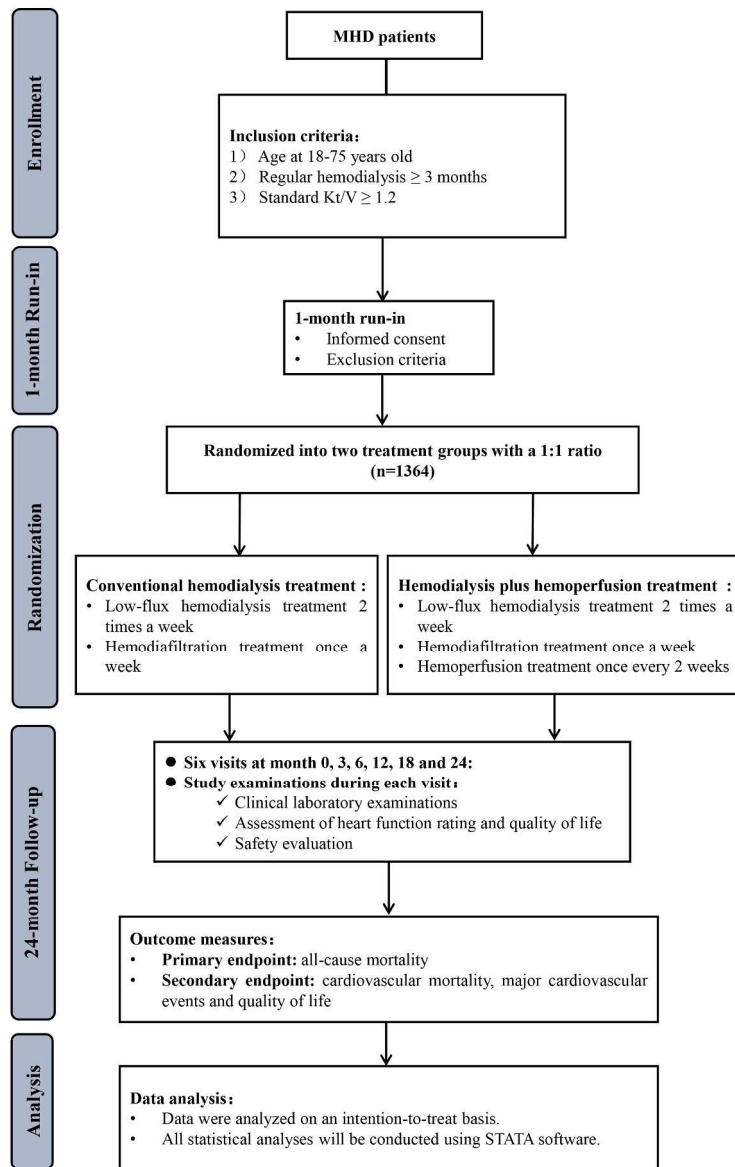 Enrollment
MHD patients
Inclusion criteria：
1） Age at 18-75 years old
2） Regular hemodialysis ≥ 3 months
3） Standard Kt/V ≥ 1.2
1-month Run-in
1-month run-in
• Informed consent
• Exclusion criteria
Randomization
Randomized into two treatment groups with a 1:1 ratio
(n=1364)
Conventional hemodialysis treatment：
• Low-flux hemodialysis treatment 2
times a week
• Hemodiafiltration treatment once a
week
Hemodialysis plus hemoperfusion treatment：
• Low-flux hemodialysis treatment 2 times a
week
• Hemodiafiltration treatment once a week
• Hemoperfusion treatment once every 2 weeks
24-month Follow-up
● Six visits at month 0, 3, 6, 12, 18 and 24:
● Study examinations during each visit：
✓ Clinical laboratory examinations
✓ Assessment of heart function rating and quality of life
✓ Safety evaluation
Outcome measures：
• Primary endpoint: all-cause mortality
• Secondary endpoint: cardiovascular mortality, major cardiovascular
events and quality of life
Analysis
Data analysis：
• Data were analyzed on an intention-to-treat basis.
• All statistical analyses will be conducted using STATA software.